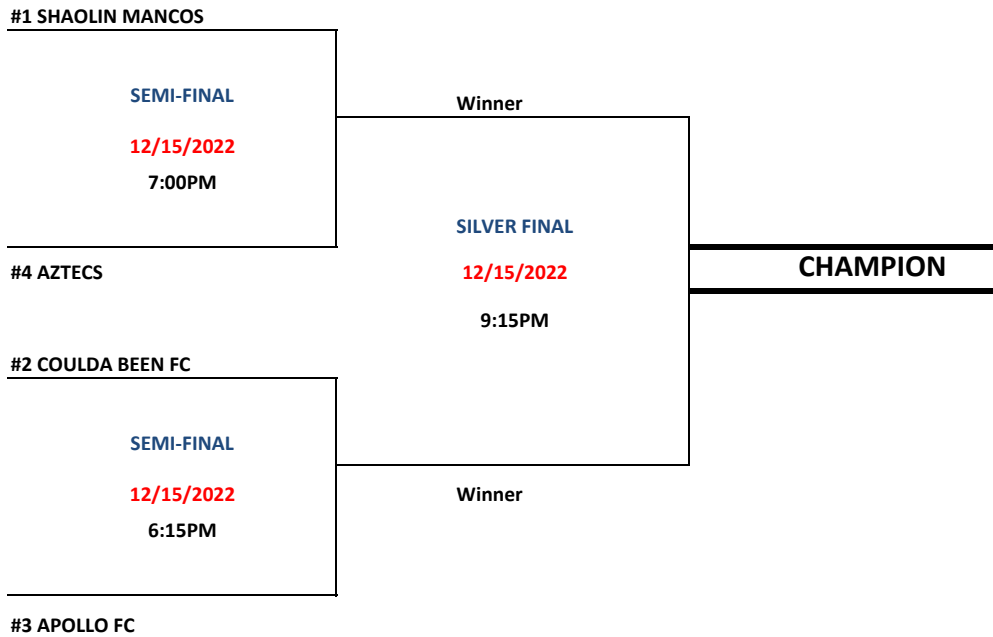 #1 SHAOLIN MANCOS
SEMI-FINAL
12/15/2022
7:00PM
#4 AZTECS
Winner
SILVER FINAL
12/15/2022
9:15PM
CHAMPION
#2 COULDA BEEN FC
SEMI-FINAL
12/15/2022
6:15PM
Winner
#3 APOLLO FC